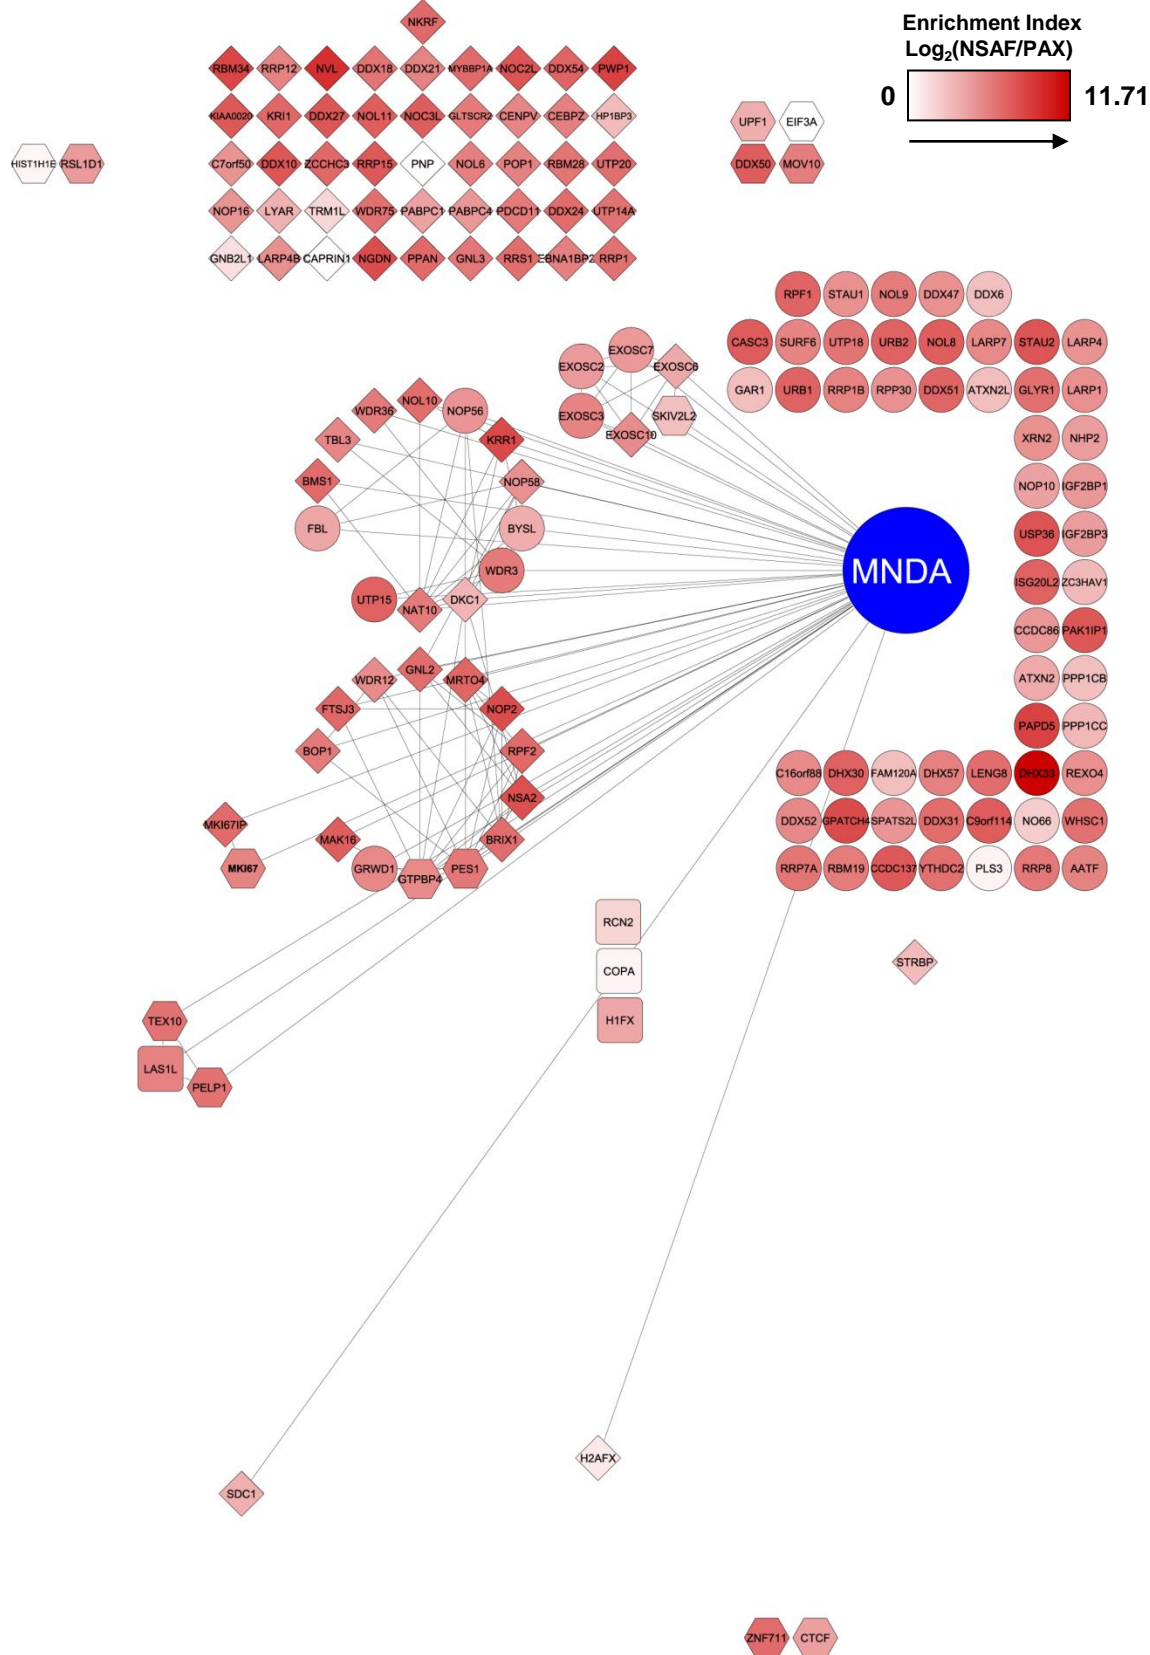 NKRF
Enrichment Index
Log2(NSAF/PAX)
0
11.71
RBM34 RRP12 NVL DDX18 DDX21 MYBBP1A NOC2L DDX54 PWP1
KIAA0020 KRI1 DDX27 NOL11 NOC3L GLTSCR2 CENPV CEBPZ HP1BP3
UPF1 EIF3A
HIST1H1E RSL1D1
C7orf50 DDX10 ZCCHC3 RRP15 PNP NOL6 POP1 RBM28 UTP20
DDX50 MOV10
NOP16 LYAR TRM1L WDR75 PABPC1 PABPC4 PDCD11 DDX24 UTP14A
GNB2L1 LARP4B CAPRIN1 NGDN PPAN GNL3 RRS1 EBNA1BP2 RRP1
RPF1 STAU1 NOL9 DDX47 DDX6
CASC3 SURF6 UTP18 URB2 NOL8 LARP7 STAU2 LARP4
GAR1 URB1 RRP1B RPP30 DDX51 ATXN2L GLYR1 LARP1
EXOSC7
EXOSC2 EXOSC6
EXOSC3 SKIV2L2
EXOSC10
NOL10
WDR36 NOP56
TBL3 KRR1
BMS1 NOP58
FBL BYSL
WDR3
UTP15 NAT10 DKC1
MNDA
XRN2 NHP2
NOP10 IGF2BP1
USP36 IGF2BP3
ISG20L2 ZC3HAV1
CCDC86 PAK1IP1
ATXN2 PPP1CB
PAPD5 PPP1CC
GNL2
WDR12 MRTO4
FTSJ3 NOP2
BOP1 RPF2
NSA2
MKI67IP MAK16 BRIX1
MKI67 GRWD1 GTPBP4 PES1
C16orf88 DHX30 FAM120A DHX57 LENG8 DHX33 REXO4
DDX52 GPATCH4 SPATS2L DDX31 C9orf114 NO66 WHSC1
RRP7A RBM19 CCDC137 YTHDC2 PLS3 RRP8 AATF
RCN2
COPA
H1FX
STRBP
TEX10
LAS1L
PELP1
H2AFX
SDC1
ZNF711 CTCF